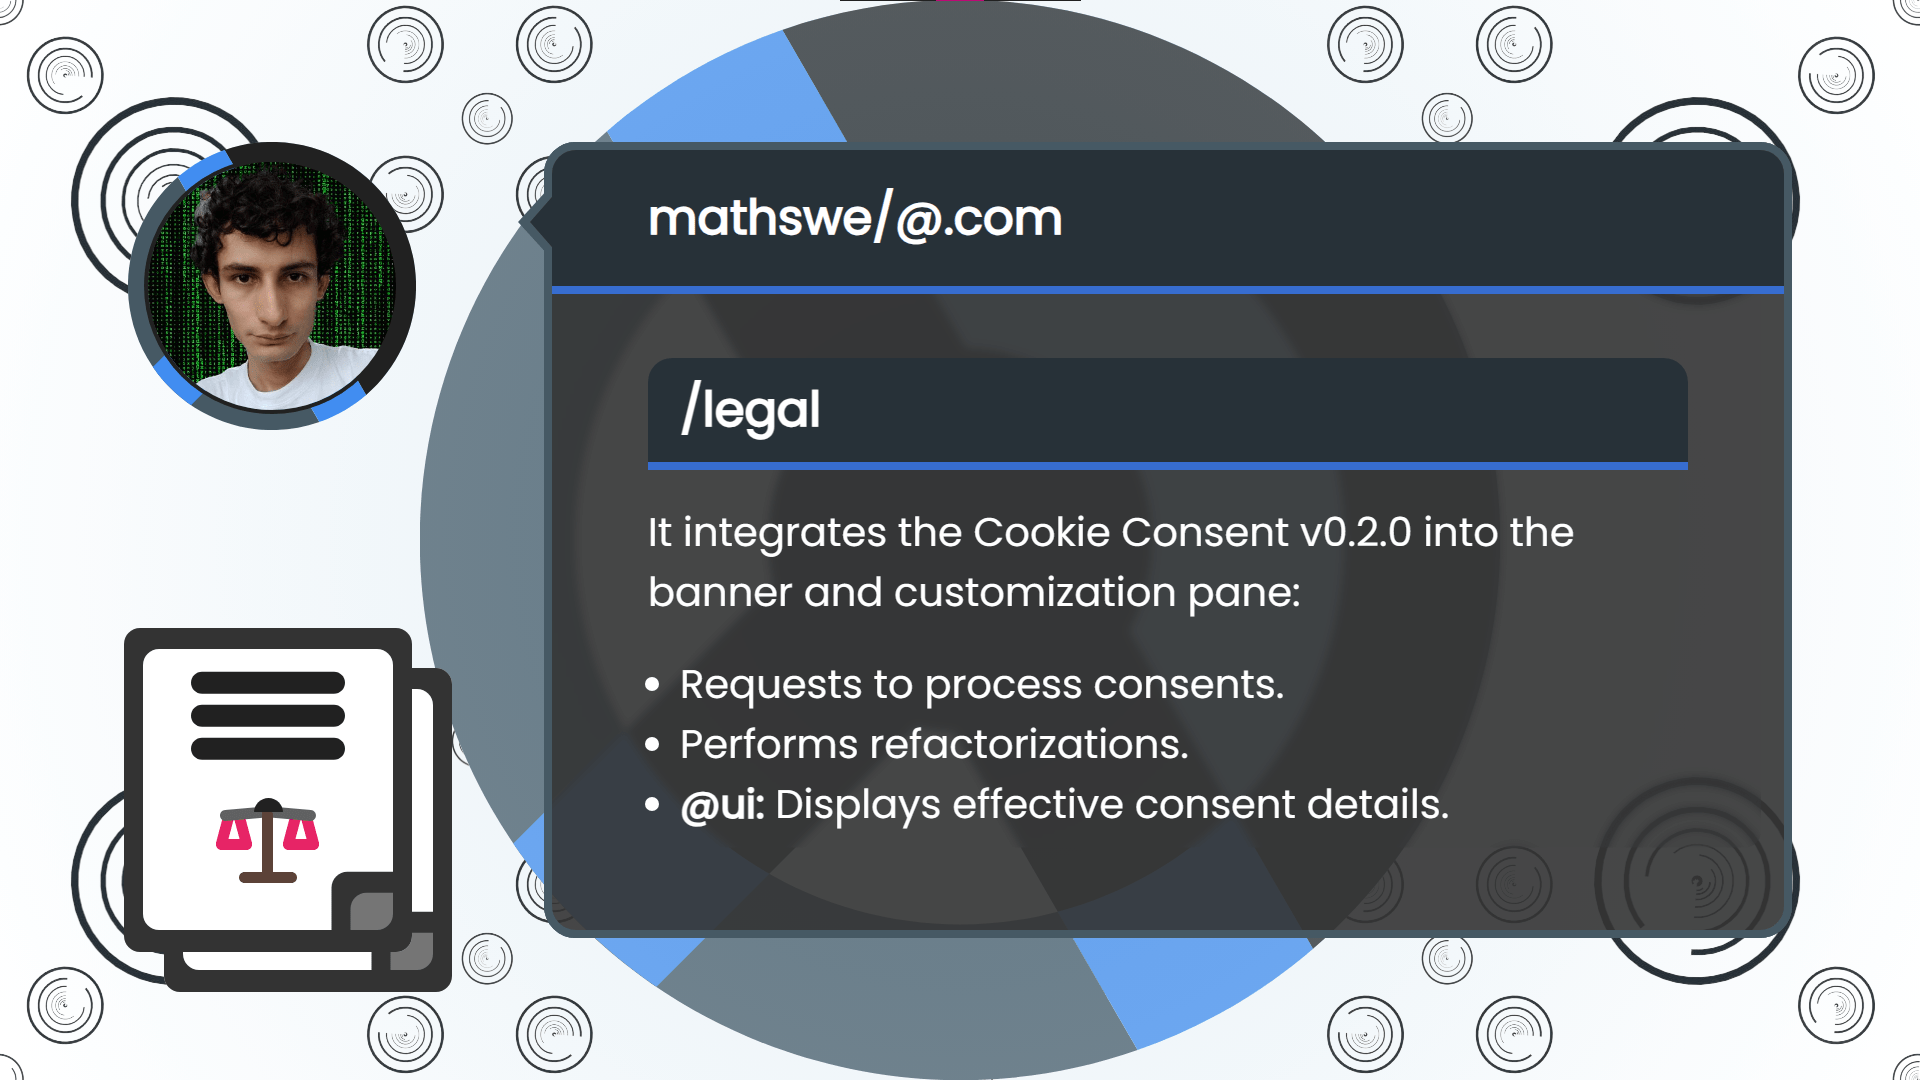 mathswe/@.com
/legal
It integrates the Cookie Consent v0.2.0 into the
banner and customization pane:
• Requests to process consents.
• Performs refactorizations.
• @ui: Displays effective consent details.